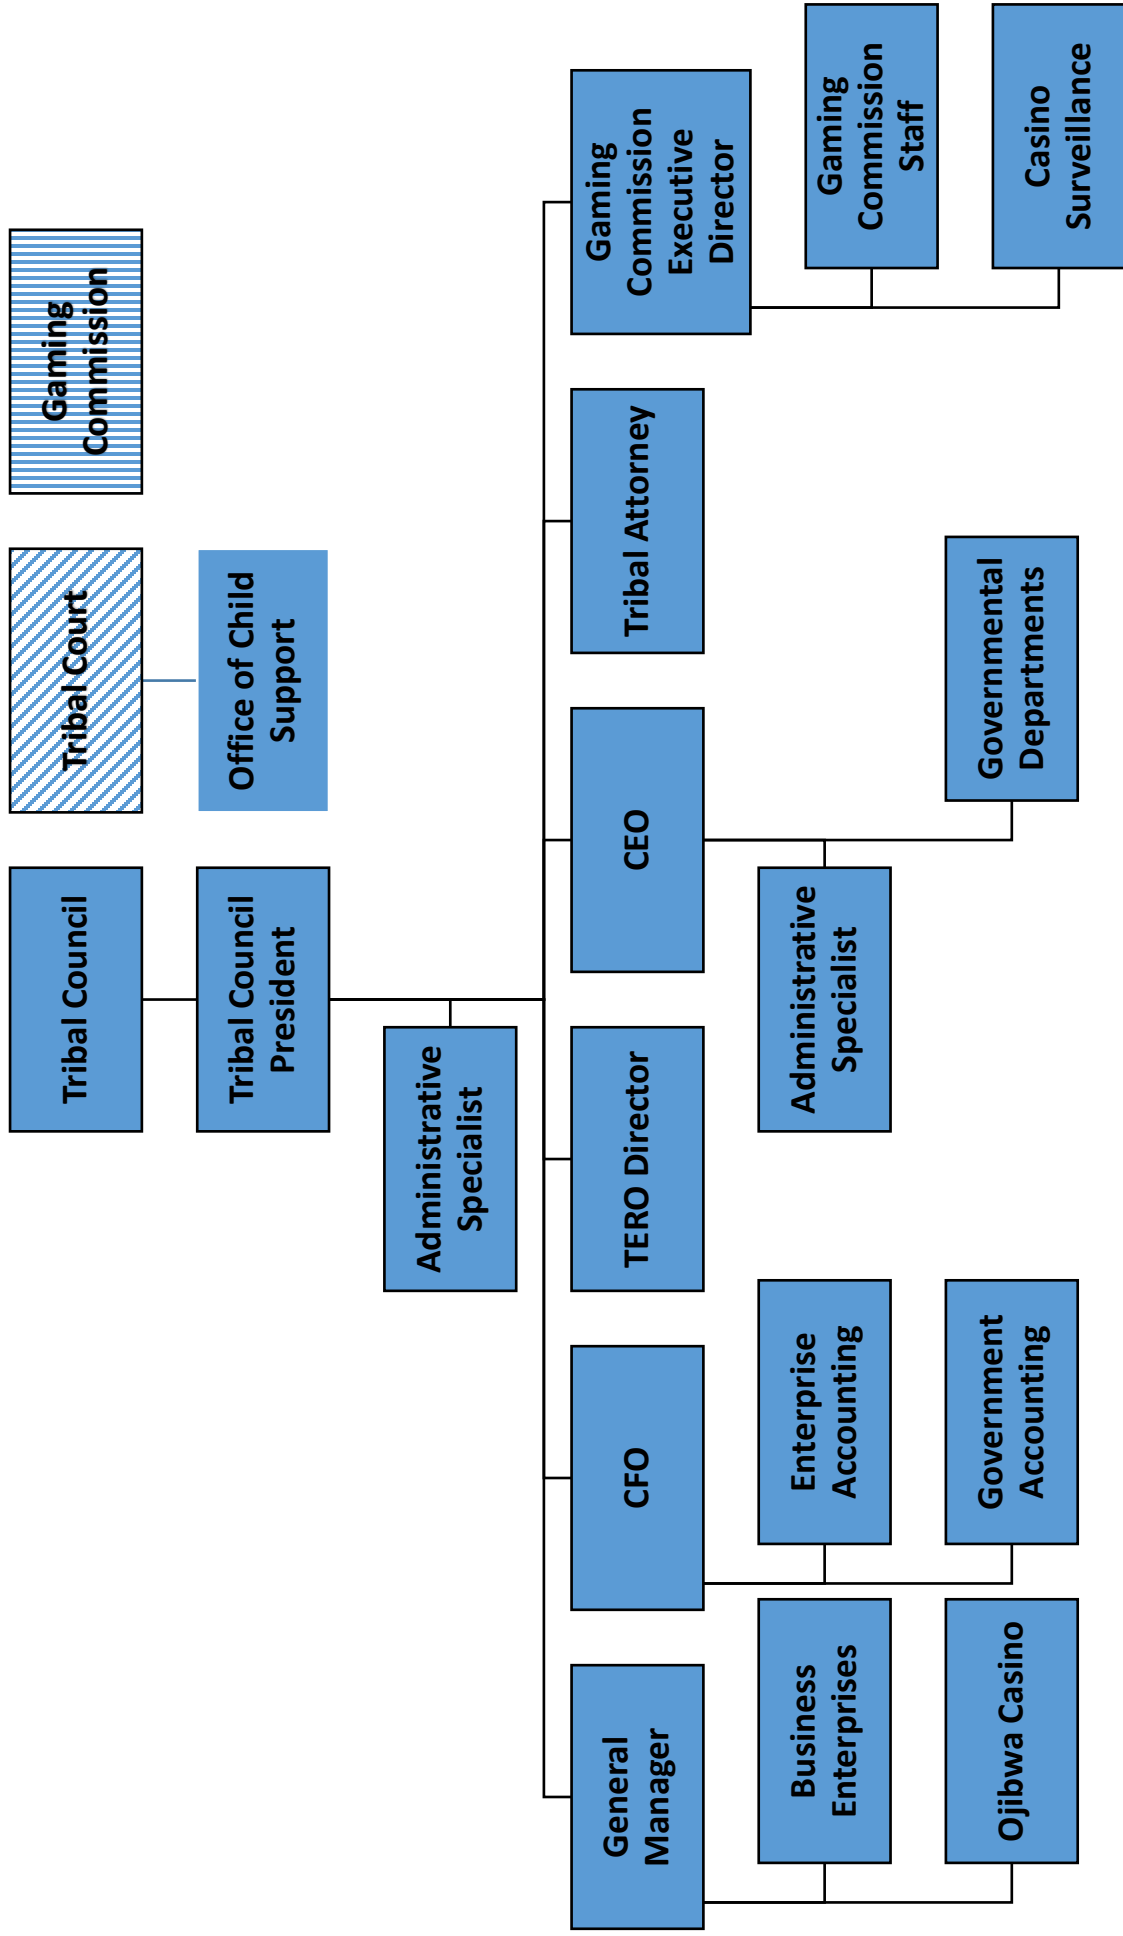 Tribal Council
Tribal Court
Gaming
Commission
Tribal Council
President
Office of Child
Support
Administrative
Specialist
General
Manager
CFO
TERO Director
CEO
Tribal Attorney
Gaming
Commission
Executive
Director
Business
Enterprises
Enterprise
Accounting
Administrative
Specialist
Gaming
Commission
Staff
Ojibwa Casino
Government
Accounting
Governmental
Departments
Casino
Surveillance